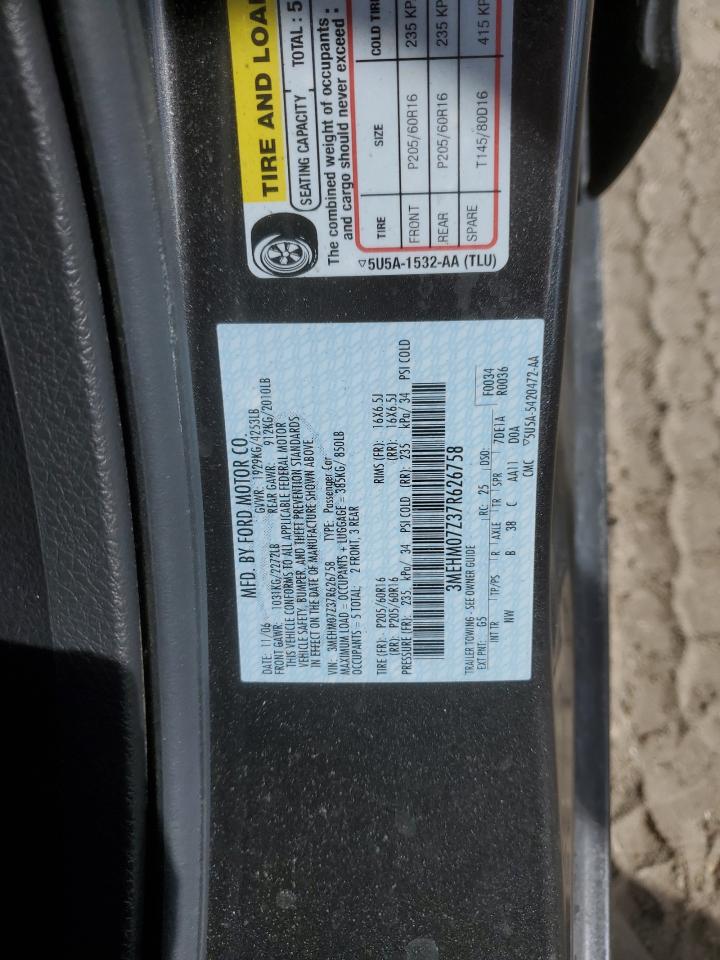 TIRE AND LOA
SEATING CAPACITY TOTAL : 5
The combined weight of occupants
and cargo should never exceed :
TIRE SIZE COLD TIRE
FRONT P205/60R16 235 KP
REAR P205/60R16 235 KP
SPARE T145/80D16 415 KP
5U5A-1532-AA (TLU)
MFD. BY FORD MOTOR CO.
DATE: 11/06 GVWR: 1929KG/4253LB
FRONT GAWR: 1031KG/2272LB REAR GAWR: 912KG/2010LB
THIS VEHICLE CONFORMS TO ALL APPLICABLE FEDERAL MOTOR
VEHICLE SAFETY, BUMPER, AND THEFT PREVENTION STANDARDS
IN EFFECT ON THE DATE OF MANUFACTURE SHOWN ABOVE.
VIN: 3MEHM07Z37R626758 TYPE: Passenger Car
MAXIMUM LOAD = OCCUPANTS + LUGGAGE = 385KG/ 850LB
OCCUPANTS = 5 TOTAL: 2 FRONT, 3 REAR
TIRE (FR): P205/60R16 RIMS (FR): 16X6.5J
(RR): P205/60R16 (RR): 16X6.5J
PRESSURE (FR): 235 kPa/ 34 PSI COLD (RR): 235 kPa/ 34 PSI COLD
3MEHM07Z37R626758
TRAILER TOWING - SEE OWNER GUIDE F0034
R0036
EXT PNT: G5 RC: 25 DSO:
INT TR TP/PS R AXLE TR SPR 7DE1A
NW B 38 C AA11 D0A
CMC 5U5A-5420472-AA